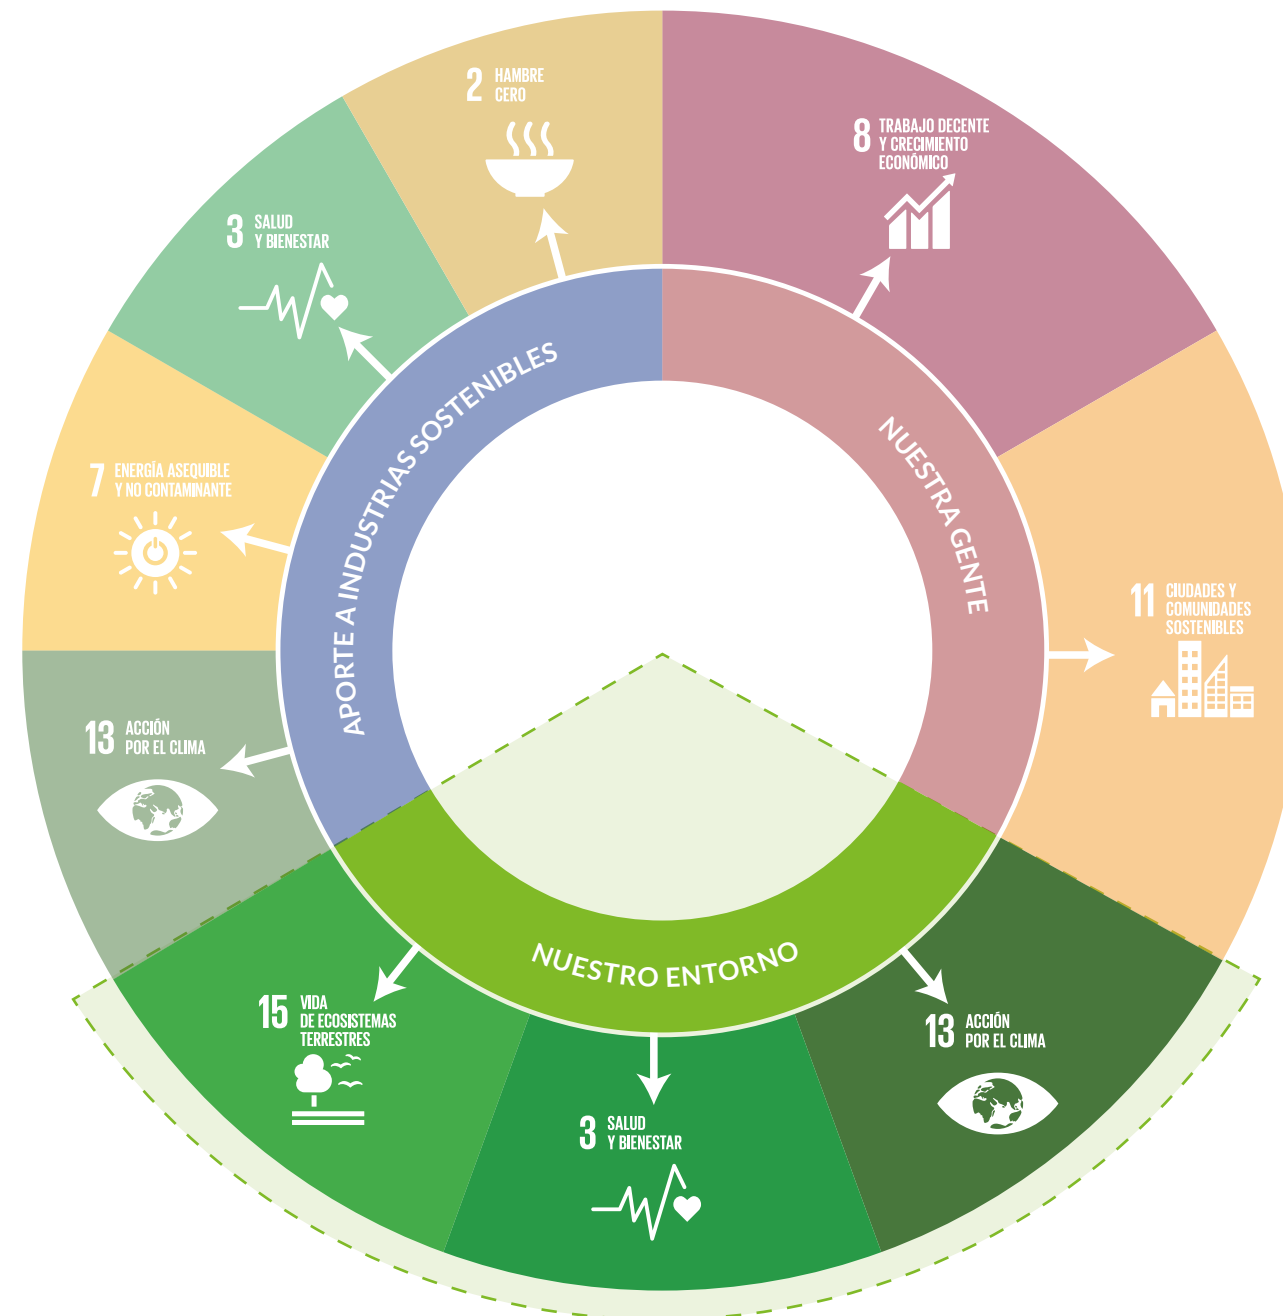 2 HAMBRE
CERO
8 TRABAJO DECENTE
Y CRECIMIENTO
ECONÓMICO
3 SALUD
Y BIENESTAR
APORTE A INDUSTRIAS SOSTENIBLES
NUESTRA GENTE
7 ENERGÍA ASEQUIBLE
Y NO CONTAMINANTE
11 CIUDADES Y
COMUNIDADES
SOSTENIBLES
13 ACCIÓN
POR EL CLIMA
NUESTRO ENTORNO
15 VIDA
DE ECOSISTEMAS
TERRESTRES
13 ACCIÓN
POR EL CLIMA
3 SALUD
Y BIENESTAR